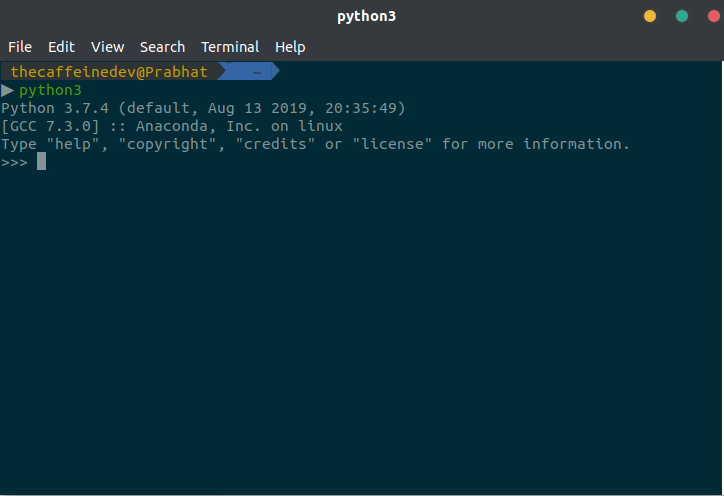 python3
File Edit View Search Terminal Help
thecaffeinedev@Prabhat ~
▶ python3
Python 3.7.4 (default, Aug 13 2019, 20:35:49)
[GCC 7.3.0] :: Anaconda, Inc. on linux
Type "help", "copyright", "credits" or "license" for more information.
>>>